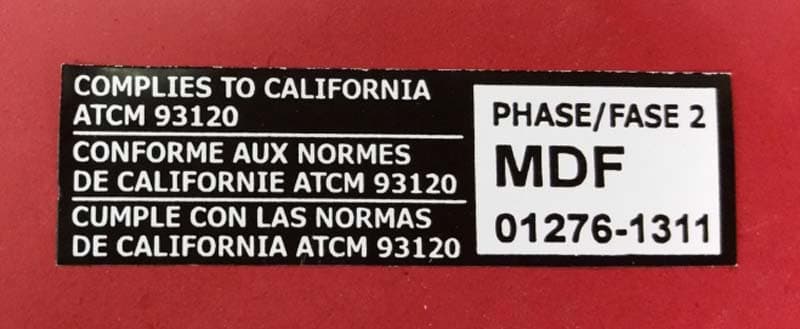 COMPLIES TO CALIFORNIA
ATCM 93120
CONFORME AUX NORMES
DE CALIFORNIE ATCM 93120
CUMPLE CON LAS NORMAS
DE CALIFORNIA ATCM 93120
PHASE/FASE 2
MDF
01276-1311